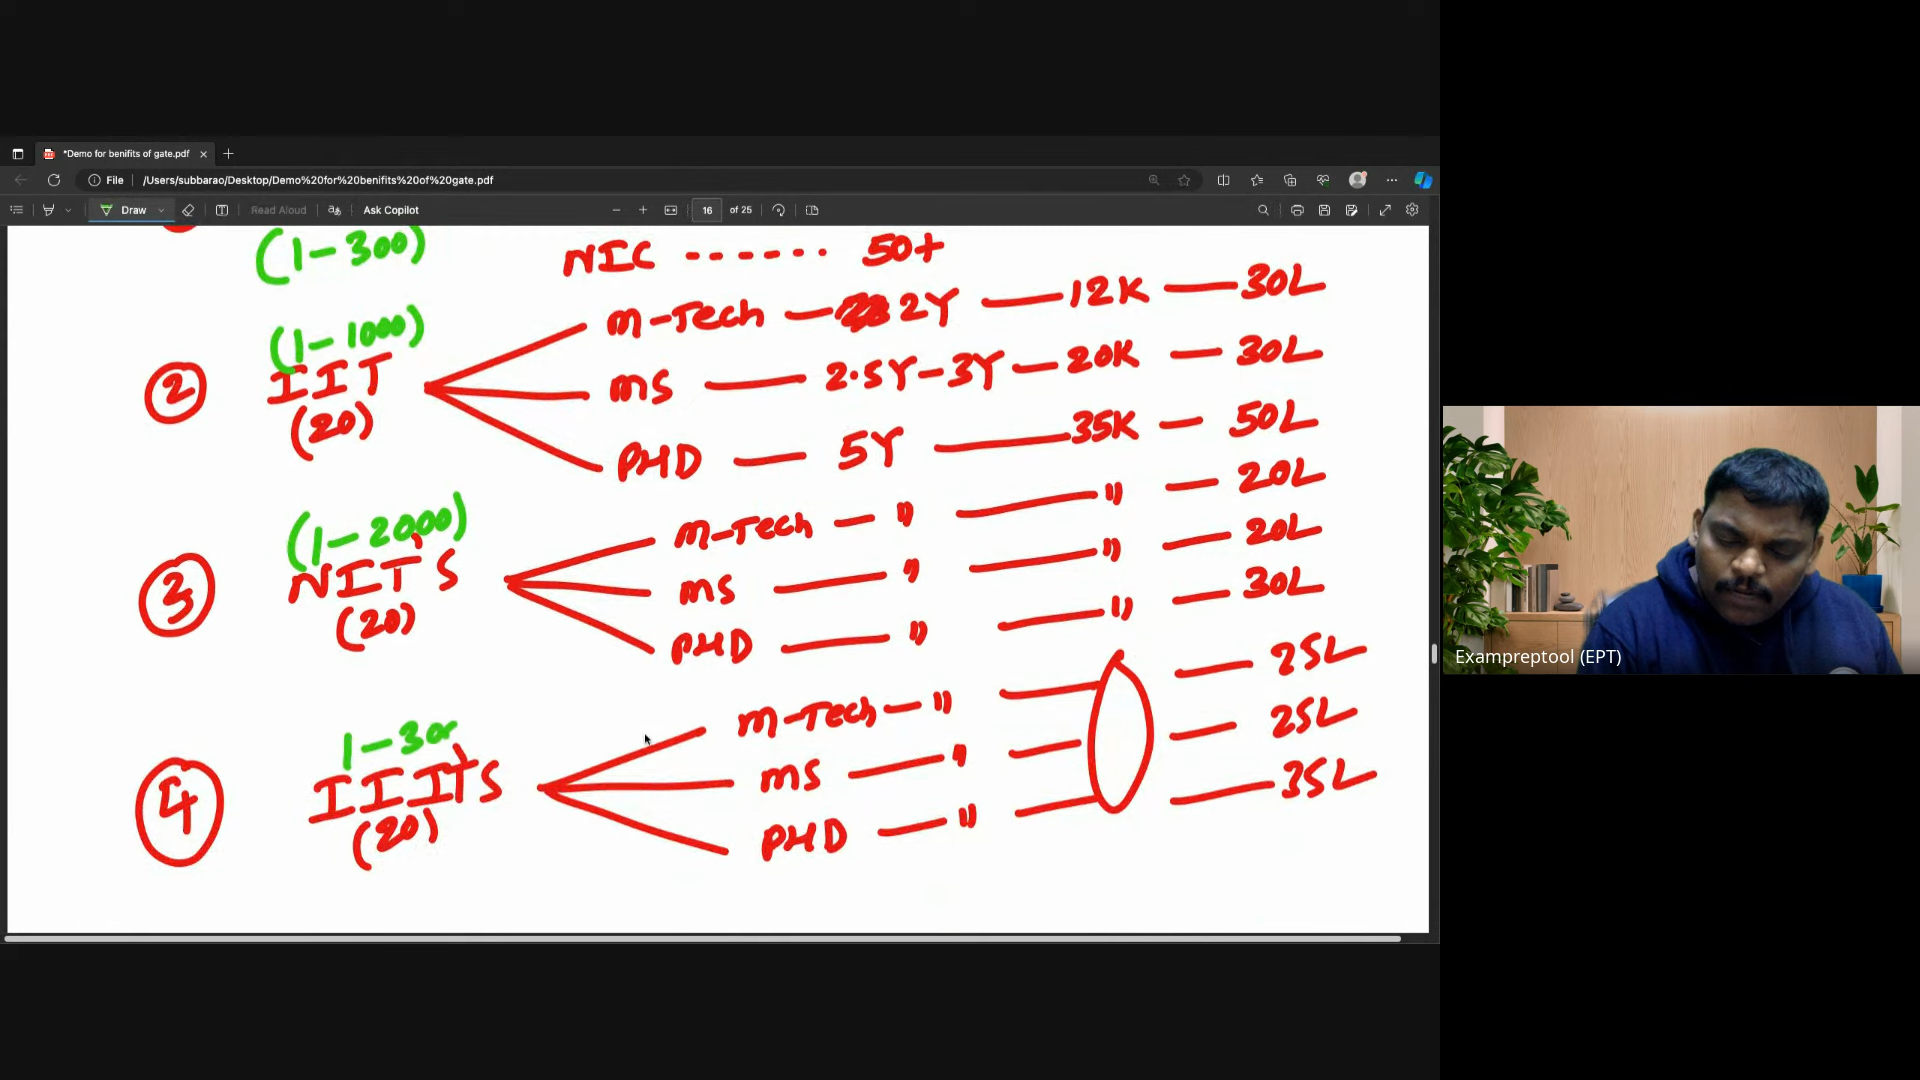 *Demo for benifits of gate.pdf
File /Users/subbarao/Desktop/Demo%20for%20benifits%20of%20gate.pdf
Draw Read Aloud Ask Copilot 16 of 25
(1-300) NIC ------ 50+
(1-1000)
② IIT (20)
M-Tech — 2Y — 12K — 30L
MS — 2.5Y-3Y — 20K — 30L
PHD — 5Y — 35K — 50L
(1-2000)
③ NIT'S (20)
M-Tech — " — " — 20L
MS — " — " — 20L
PHD — " — " — 30L
1-300
④ IIIT'S (20)
M-Tech — " — — 25L
MS — " — — 25L
PHD — " — — 35L
Exampreptool (EPT)